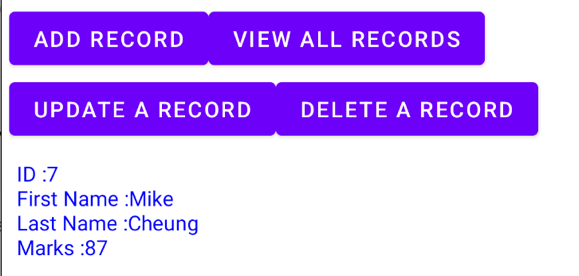 ADD RECORD VIEW ALL RECORDS
UPDATE A RECORD DELETE A RECORD
ID :7
First Name :Mike
Last Name :Cheung
Marks :87